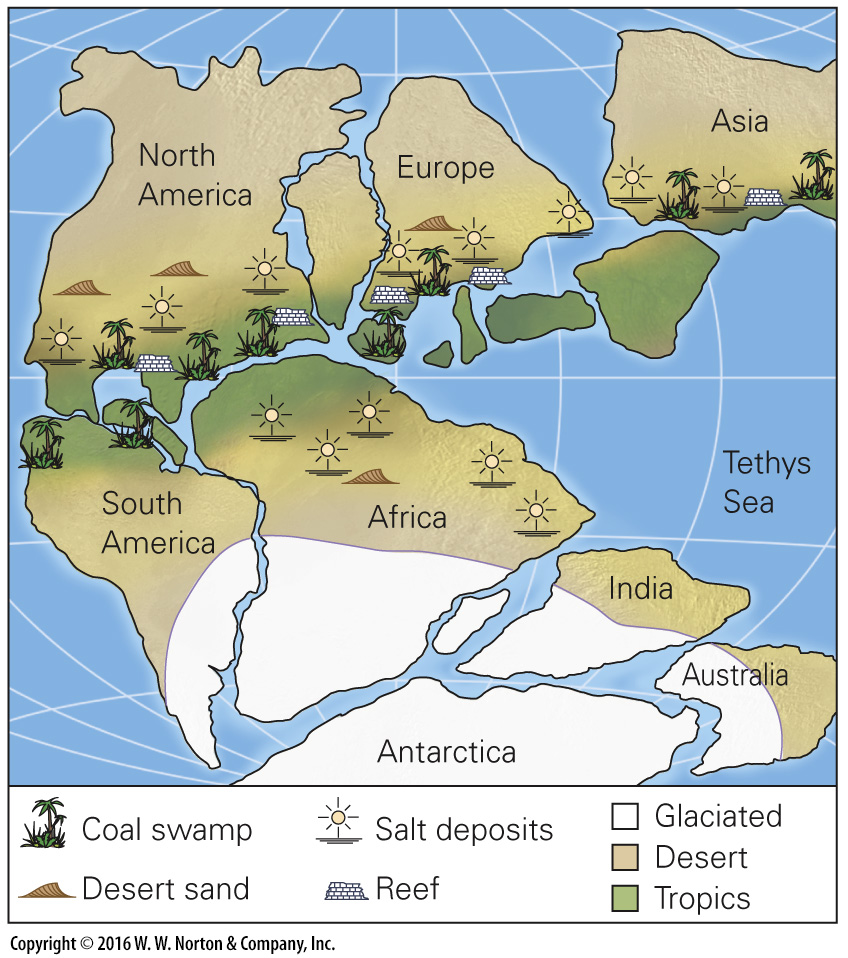 North
America
Europe
Asia
Tethys
Sea
South
America
Africa
India
Australia
Antarctica
Coal swamp
Salt deposits
Glaciated
Desert
Desert sand
Reef
Tropics
Copyright © 2016 W. W. Norton & Company, Inc.